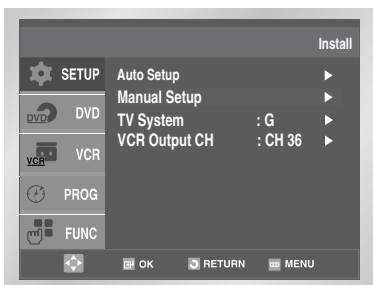 Install
SETUP
Auto Setup
Manual Setup
DVD DVD
TV System : G
VCR Output CH : CH 36
VCR VCR
PROG
FUNC
OK RETURN MENU